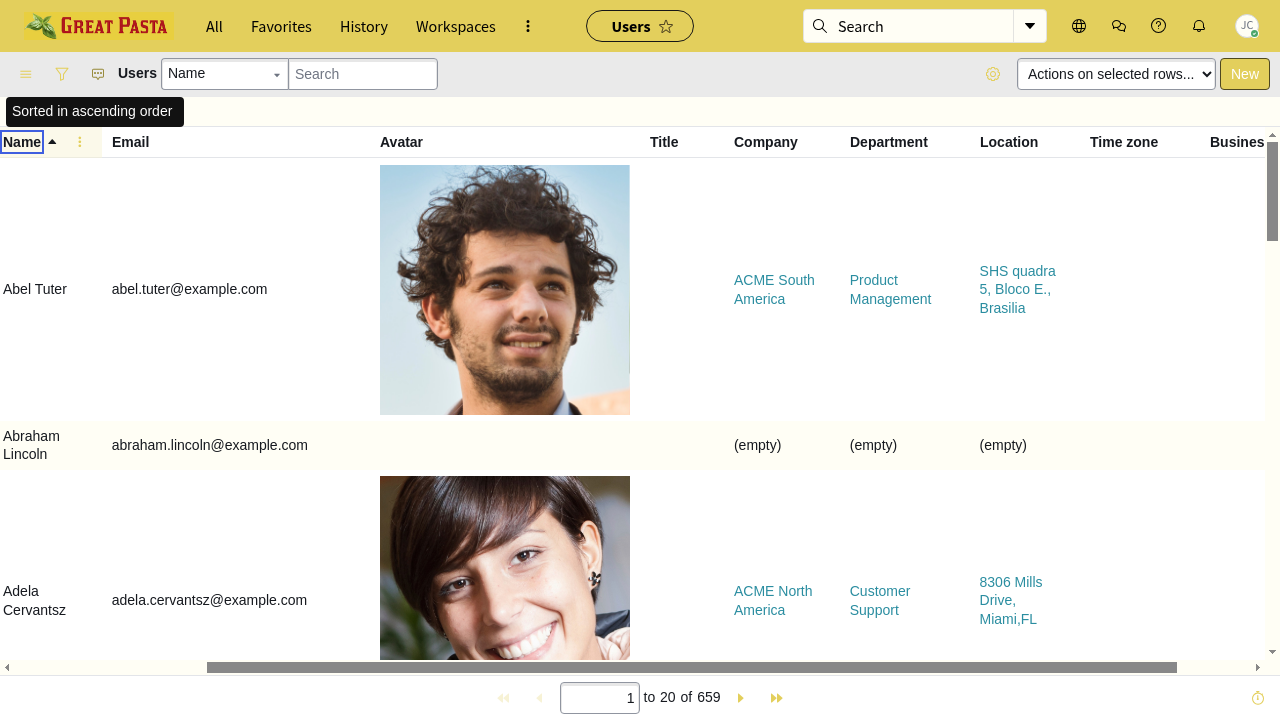 GREAT PASTA All Favorites History Workspaces Users Search JC
Users Name Search Actions on selected rows... New
Sorted in ascending order
Name Email Avatar Title Company Department Location Time zone Busines
Abel Tuter abel.tuter@example.com ACME South America Product Management SHS quadra 5, Bloco E., Brasilia
Abraham Lincoln abraham.lincoln@example.com (empty) (empty) (empty)
Adela Cervantsz adela.cervantsz@example.com ACME North America Customer Support 8306 Mills Drive, Miami,FL
1 to 20 of 659